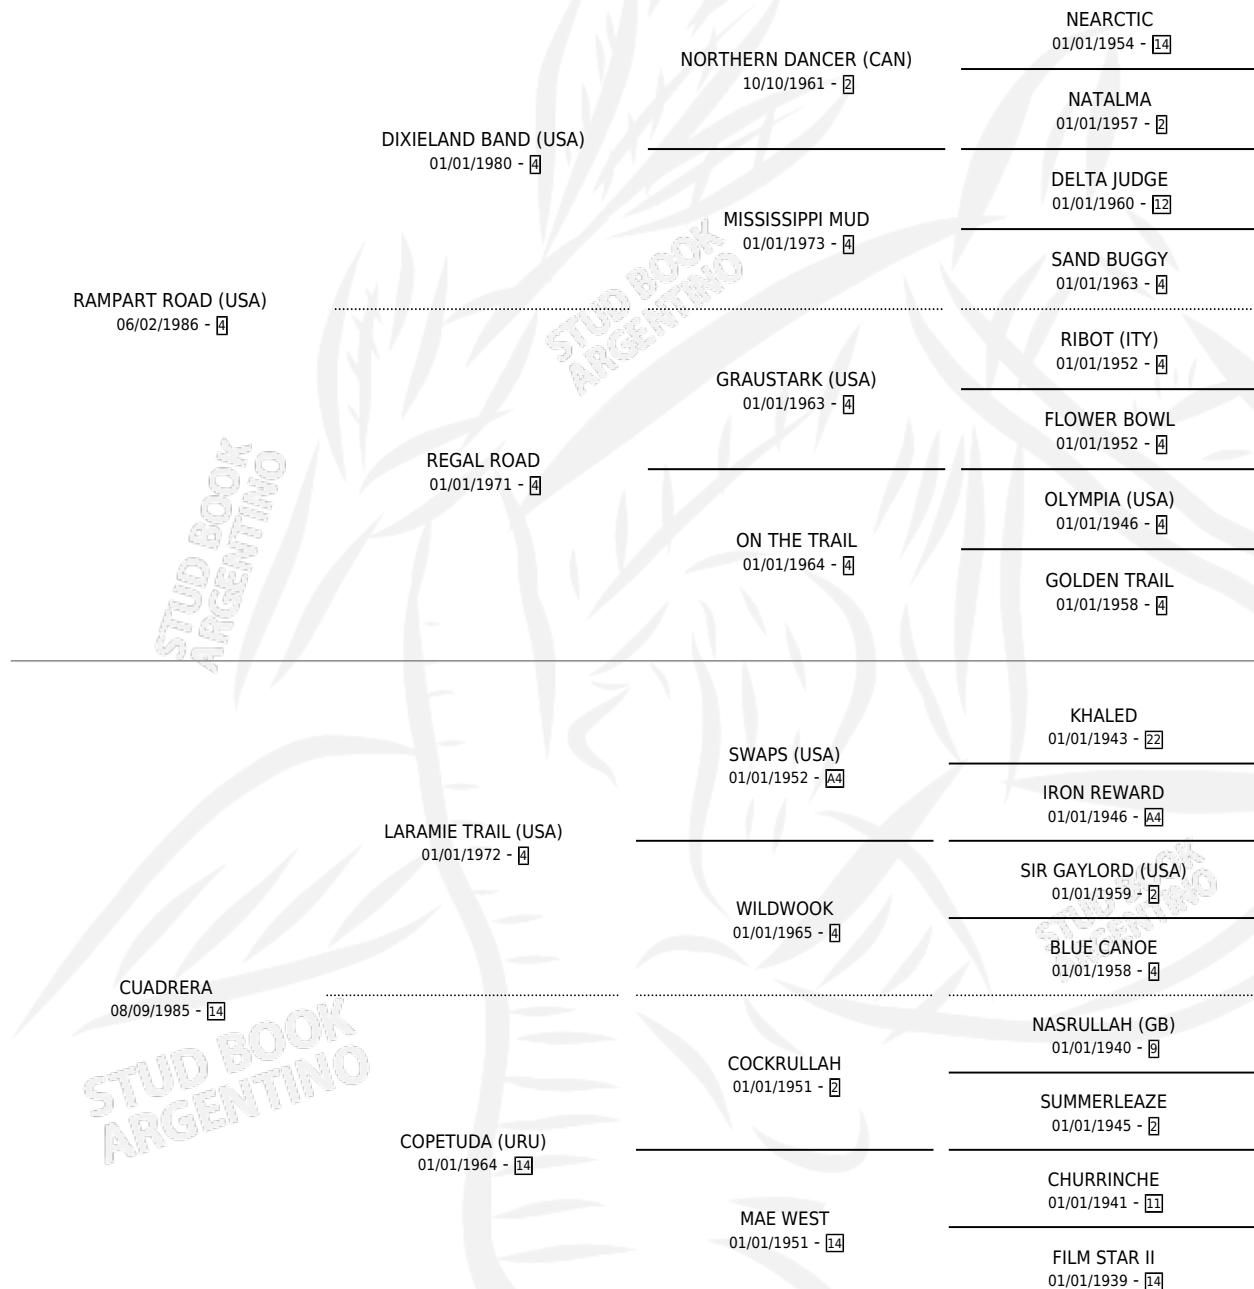 NEARCTIC
01/01/1954 - 14
NORTHERN DANCER (CAN)
10/10/1961 - 2
NATALMA
01/01/1957 - 2
DIXIELAND BAND (USA)
01/01/1980 - 4
DELTA JUDGE
01/01/1960 - 12
MISSISSIPPI MUD
01/01/1973 - 4
SAND BUGGY
01/01/1963 - 4
RAMPART ROAD (USA)
06/02/1986 - 4
RIBOT (ITY)
01/01/1952 - 4
GRAUSTARK (USA)
01/01/1963 - 4
FLOWER BOWL
01/01/1952 - 4
REGAL ROAD
01/01/1971 - 4
OLYMPIA (USA)
01/01/1946 - 4
ON THE TRAIL
01/01/1964 - 4
GOLDEN TRAIL
01/01/1958 - 4
KHALED
01/01/1943 - 22
SWAPS (USA)
01/01/1952 - A4
IRON REWARD
01/01/1946 - A4
LARAMIE TRAIL (USA)
01/01/1972 - 4
SIR GAYLORD (USA)
01/01/1959 - 2
WILDWOOK
01/01/1965 - 4
BLUE CANOE
01/01/1958 - 4
CUADRERA
08/09/1985 - 14
NASRULLAH (GB)
01/01/1940 - 9
COCKRULLAH
01/01/1951 - 2
SUMMERLEAZE
01/01/1945 - 2
COPETUDA (URU)
01/01/1964 - 14
CHURRINCHE
01/01/1941 - 11
MAE WEST
01/01/1951 - 14
FILM STAR II
01/01/1939 - 14
STUD BOOK
ARGENTINO
STUD BOOK
ARGENTINO
STUD BOOK
ARGENTINO
STUD BOOK
ARGENTINO